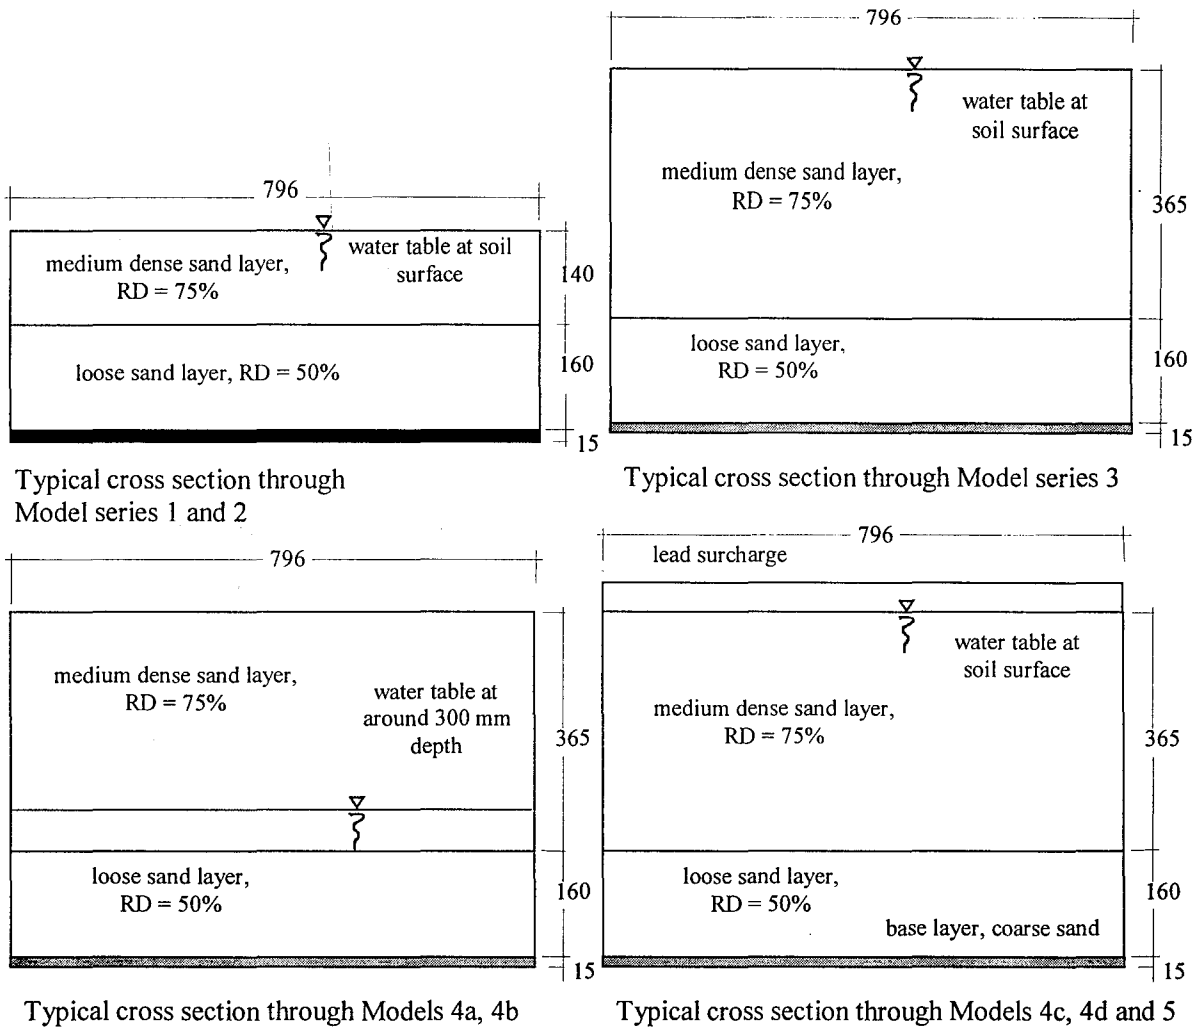 796
water table at soil
surface
medium dense sand layer,
RD = 75%
140
loose sand layer, RD = 50%
160
15
Typical cross section through
Model series 1 and 2
796
water table at
soil surface
medium dense sand layer,
RD = 75%
365
loose sand layer,
RD = 50%
160
15
Typical cross section through Model series 3
796
medium dense sand layer,
RD = 75%
water table at
around 300 mm
depth
365
loose sand layer,
RD = 50%
160
15
Typical cross section through Models 4a, 4b
796
lead surcharge
water table at
soil surface
medium dense sand layer,
RD = 75%
365
loose sand layer,
RD = 50%
160
base layer, coarse sand
15
Typical cross section through Models 4c, 4d and 5